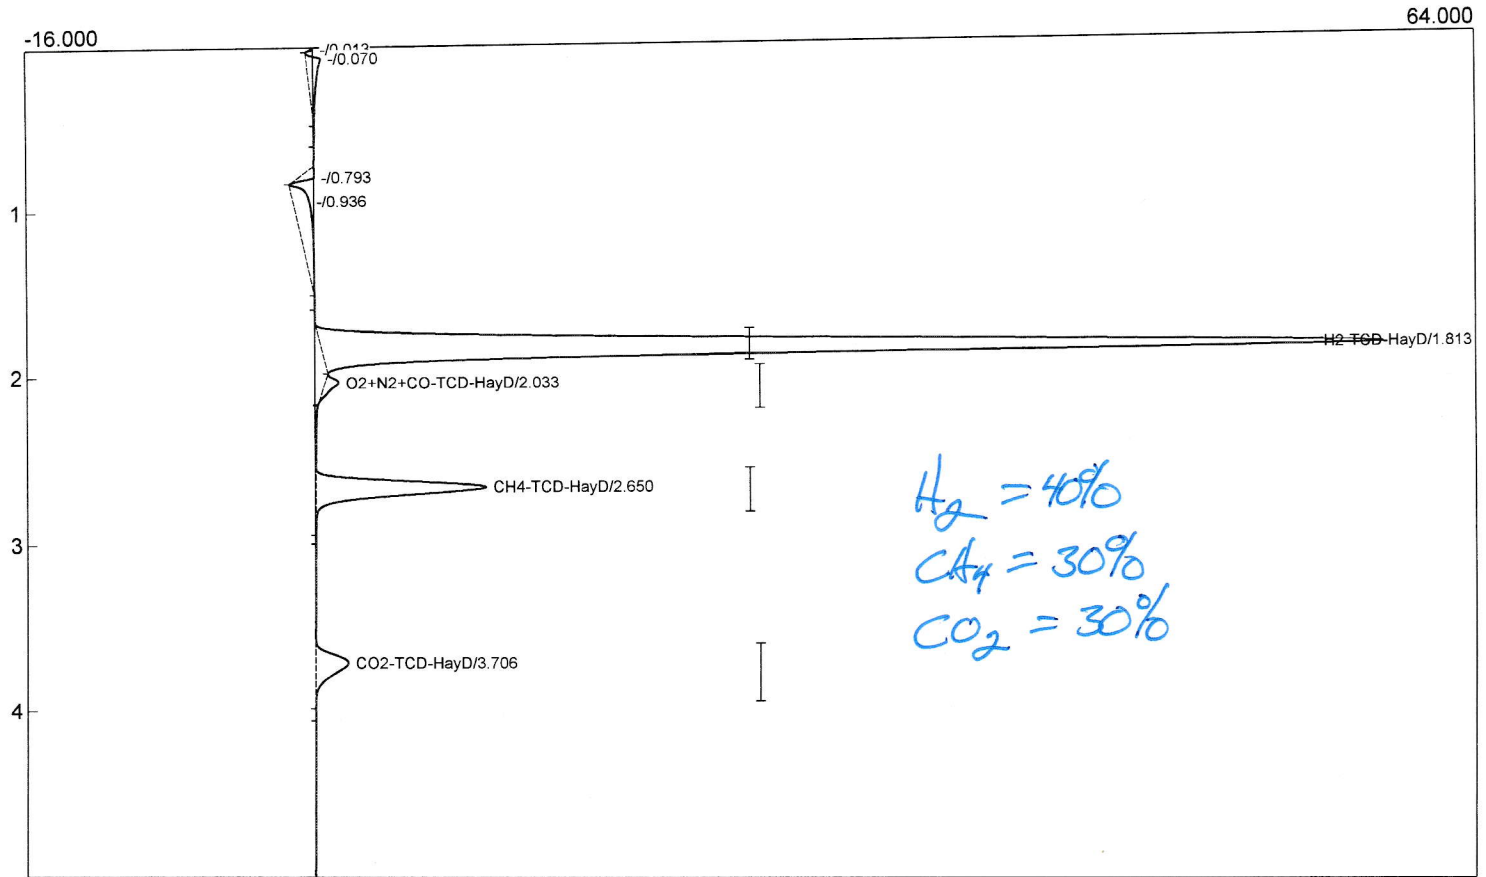 -16.000
64.000
-/0.013
-/0.070
-/0.793
-/0.936
1
H2-TCD-HayD/1.813
2
O2+N2+CO-TCD-HayD/2.033
CH4-TCD-HayD/2.650
H2 = 40%
3
CH4 = 30%
CO2 = 30%
CO2-TCD-HayD/3.706
4